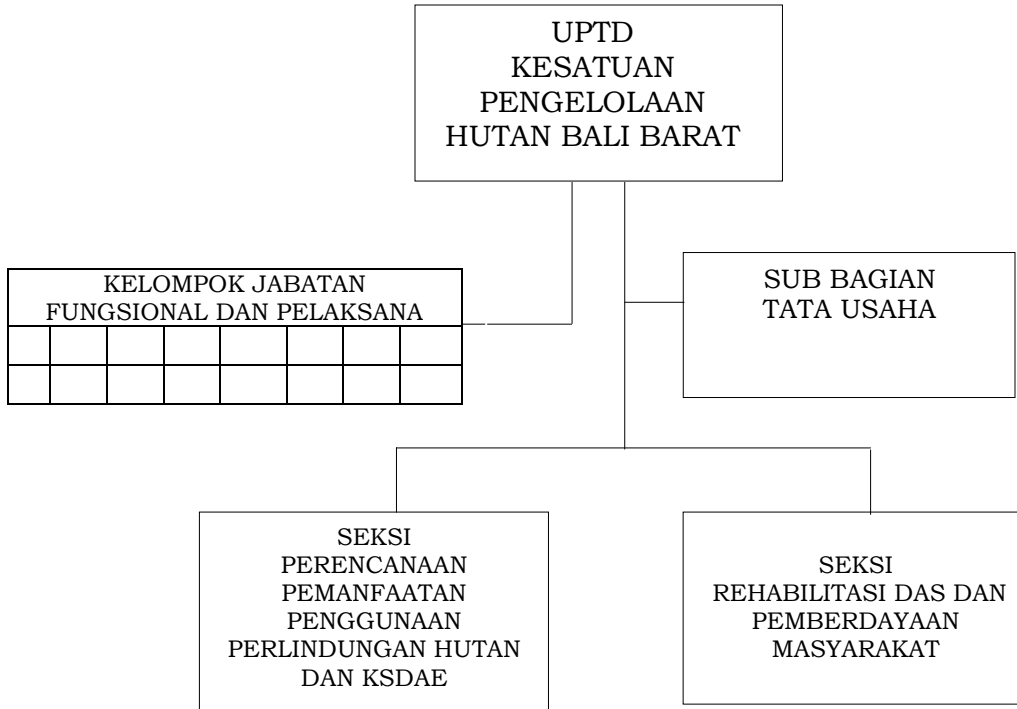 UPTD
KESATUAN
PENGELOLAAN
HUTAN BALI BARAT
KELOMPOK JABATAN
FUNGSIONAL DAN PELAKSANA
SUB BAGIAN
TATA USAHA
SEKSI
PERENCANAAN
PEMANFAATAN
PENGGUNAAN
PERLINDUNGAN HUTAN
DAN KSDAE
SEKSI
REHABILITASI DAS DAN
PEMBERDAYAAN
MASYARAKAT